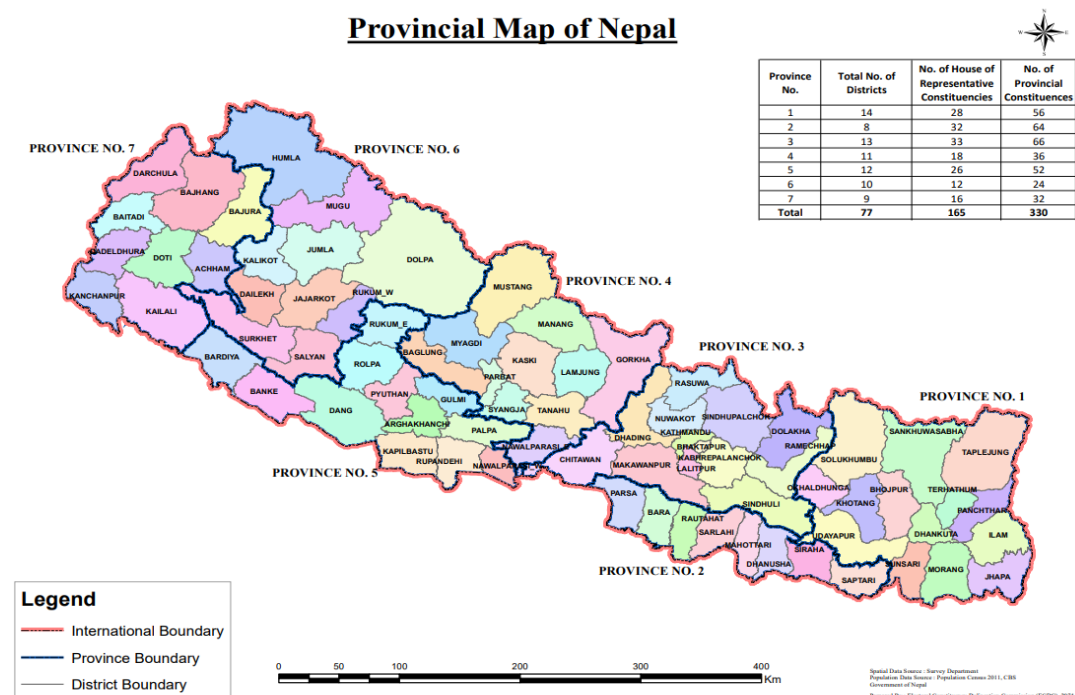 Provincial Map of Nepal
N
W E
S
Province No. Total No. of Districts No. of House of Representative Constituencies No. of Provincial Constituences
1 14 28 56
2 8 32 64
3 13 33 66
4 11 18 36
5 12 26 52
6 10 12 24
7 9 16 32
Total 77 165 330
PROVINCE NO. 7
PROVINCE NO. 6
PROVINCE NO. 4
PROVINCE NO. 3
PROVINCE NO. 1
PROVINCE NO. 5
PROVINCE NO. 2
HUMLA
DARCHULA
BAJHANG
BAJURA
MUGU
BAITADI
DOTI
ACHHAM
KALIKOT
JUMLA
DOLPA
KANCHANPUR
KAILALI
DAILEKH
JAJARKOT
RUKUM_W
MUSTANG
RUKUM_E
MANANG
SURKHET
SALYAN
BARDIYA
BANKE
ROLPA
BAGLUNG
MYAGDI
KASKI
PARBAT
LAMJUNG
GORKHA
DANG
PYUTHAN
GULMI
SYANGJA
TANAHU
ARGHAKHANCHI
PALPA
KAPILBASTU
RUPANDEHI
CHITAWAN
RASUWA
NUWAKOT
SINDHUPALCHOK
DHADING
KATHMANDU
BHAKTAPUR
LALITPUR
MAKAWANPUR
DOLAKHA
RAMECHHAP
SINDHULI
PARSA
BARA
RAUTAHAT
SARLAHI
MAHOTTARI
DHANUSHA
SIRAHA
SAPTARI
SOLUKHUMBU
SANKHUWASABHA
TAPLEJUNG
KHOTANG
BHOJPUR
TERHATHUM
DHANKUTA
ILAM
UDAYAPUR
SUNSARI
MORANG
JHAPA
Legend
International Boundary
Province Boundary
District Boundary
0 50 100 200 300 400
Km
Spatial Data Source : Survey Department
Population Data Source : Population Census 2011, CBS
Government of Nepal